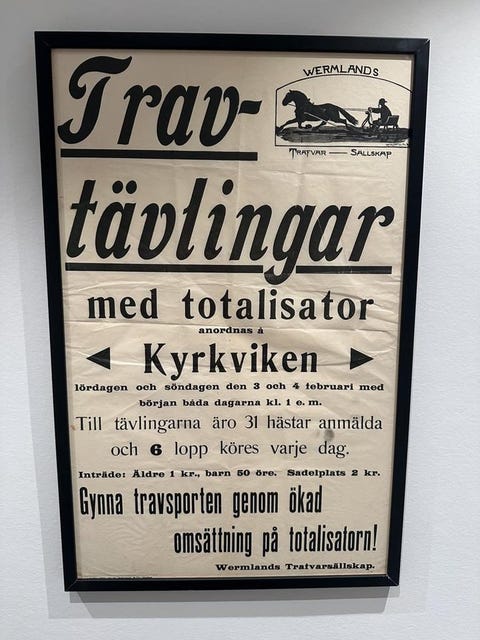 Trav-
WERMLANDS
TRAFVAR — SÄLLSKAP
tävlingar
med totalisator
anordnas å
Kyrkviken
lördagen och söndagen den 3 och 4 februari med
början båda dagarna kl. 1 e. m.
Till tävlingarna äro 31 hästar anmälda
och 6 lopp köres varje dag.
Inträde: Äldre 1 kr., barn 50 öre. Sadelplats 2 kr.
Gynna travsporten genom ökad
omsättning på totalisatorn!
Wermlands Trafvarsällskap.